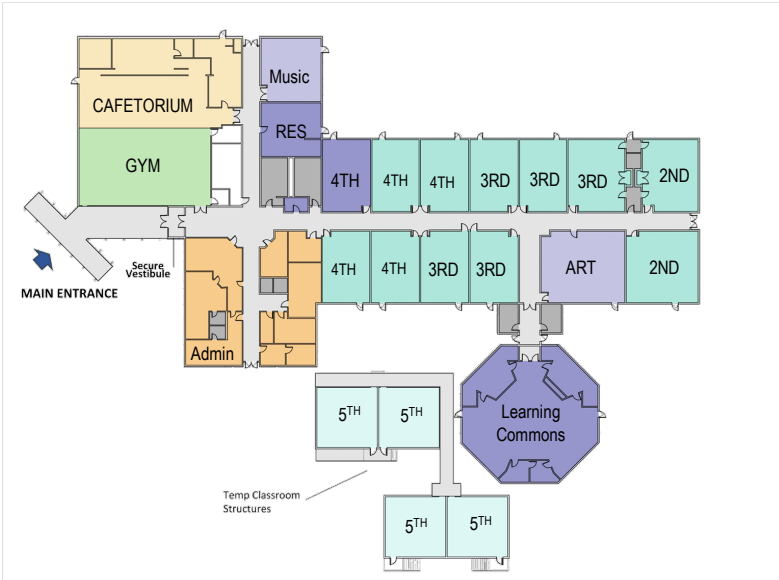 Music
CAFETORIUM
RES
GYM
4TH
4TH
4TH
3RD
3RD
3RD
2ND
Secure
Vestibule
MAIN ENTRANCE
4TH
4TH
3RD
3RD
ART
2ND
Admin
5TH
5TH
Learning
Commons
Temp Classroom
Structures
5TH
5TH